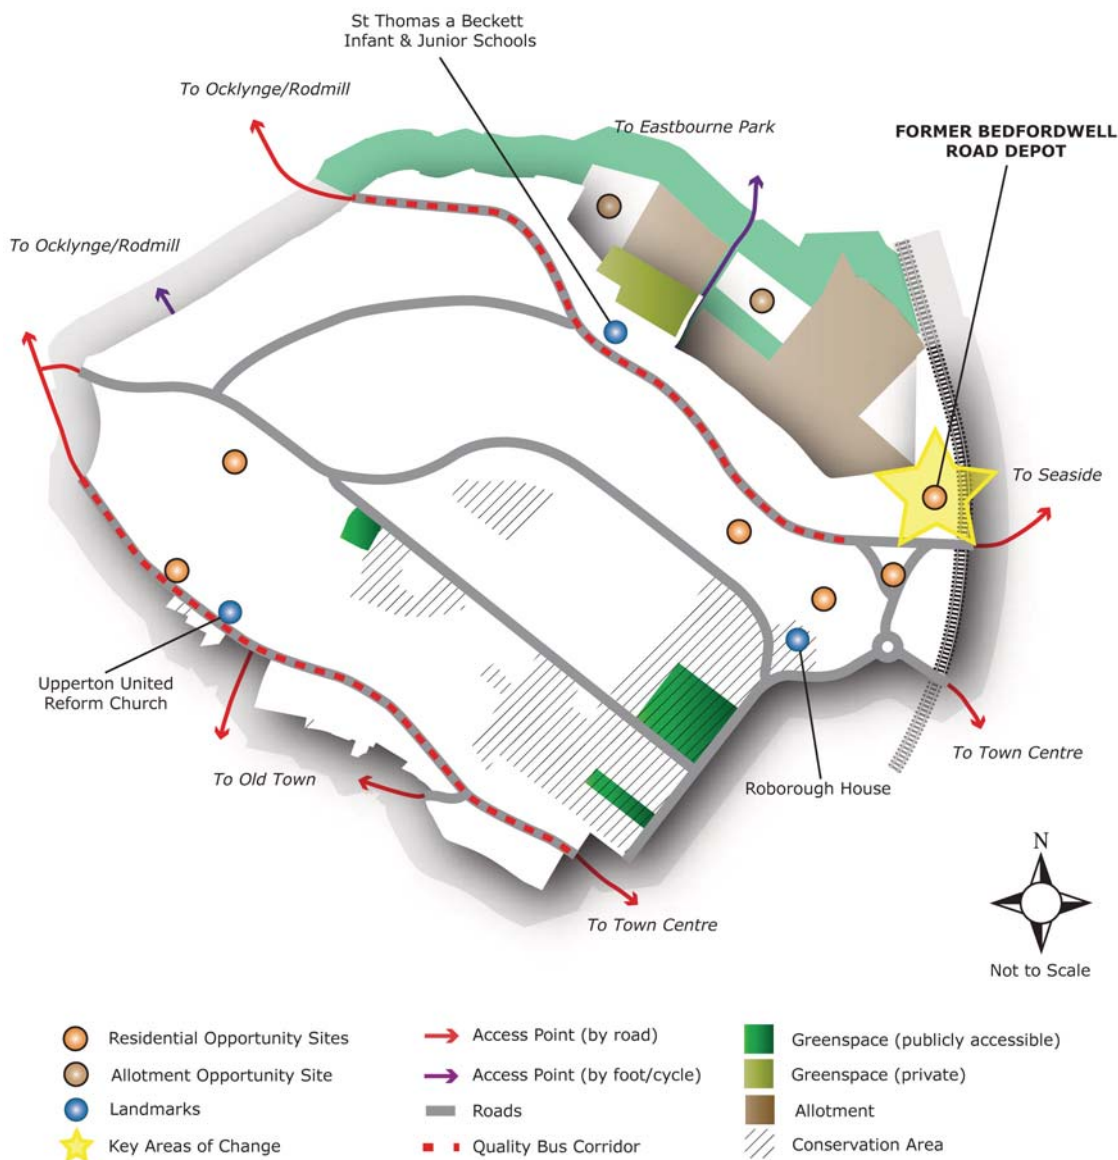 St Thomas a Beckett
Infant & Junior Schools
To Ocklynge/Rodmill
To Eastbourne Park
FORMER BEDFORDWELL
ROAD DEPOT
To Ocklynge/Rodmill
To Seaside
Upperton United
Reform Church
To Old Town
To Town Centre
Roborough House
To Town Centre
N
Not to Scale
Residential Opportunity Sites
Allotment Opportunity Site
Landmarks
Key Areas of Change
Access Point (by road)
Access Point (by foot/cycle)
Roads
Quality Bus Corridor
Greenspace (publicly accessible)
Greenspace (private)
Allotment
Conservation Area